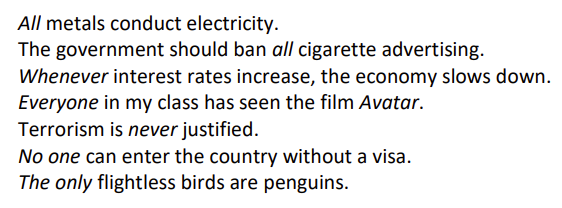 All metals conduct electricity.
The government should ban all cigarette advertising.
Whenever interest rates increase, the economy slows down.
Everyone in my class has seen the film Avatar.
Terrorism is never justified.
No one can enter the country without a visa.
The only flightless birds are penguins.